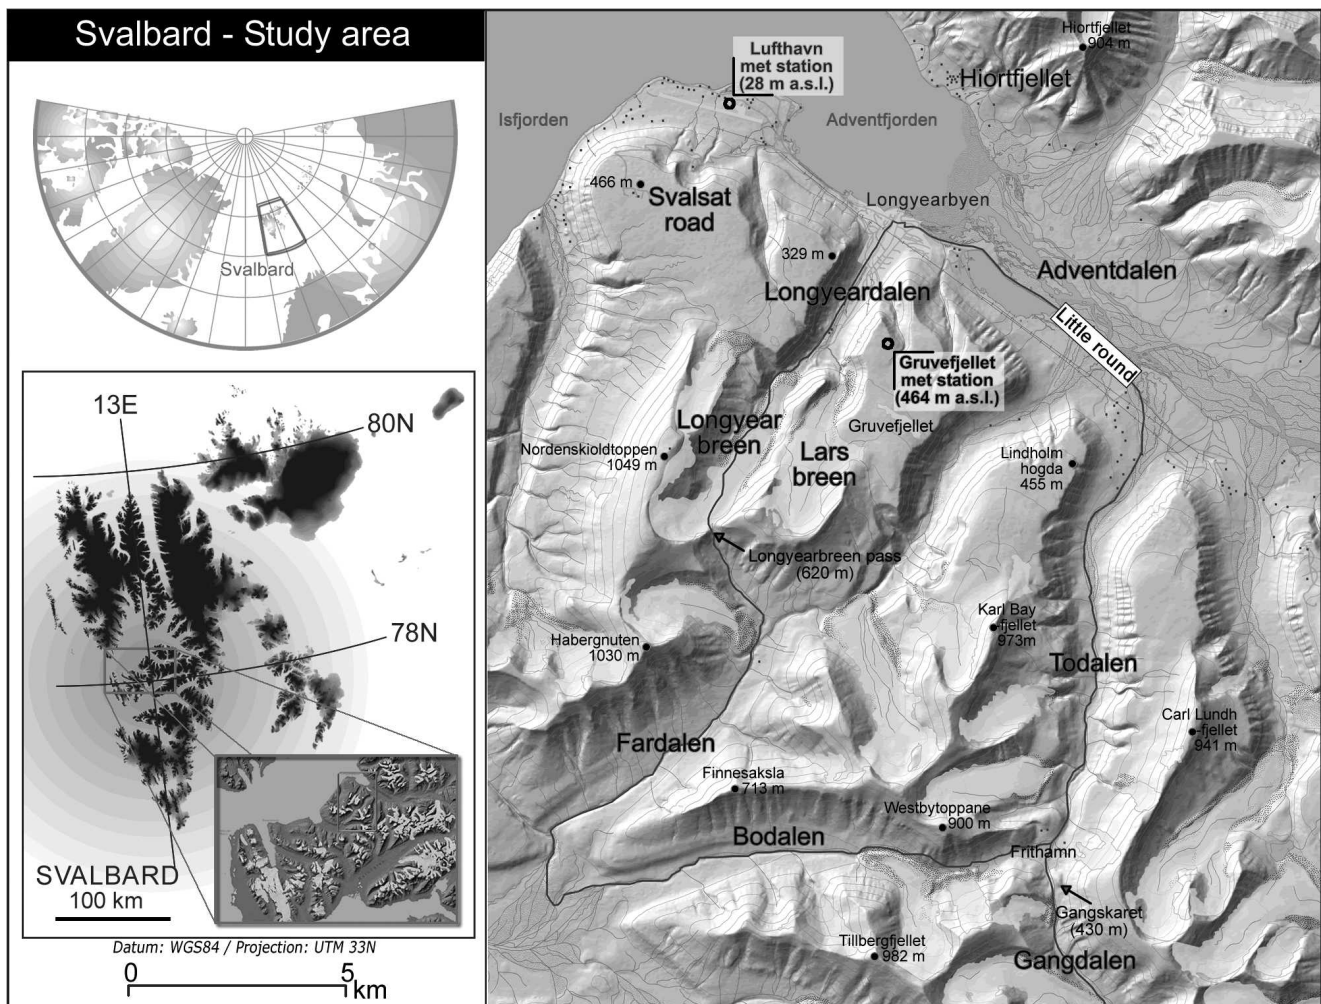 Svalbard - Study area
Svalbard
13E
80N
78N
SVALBARD
100 km
Datum: WGS84 / Projection: UTM 33N
0
5
km
Hiortfjellet
904 m
Hiortfjellet
Lufthavn
met station
(28 m a.s.l.)
Isfjorden
Adventfjorden
466 m
Svalsat
road
Longyearbyen
329 m
Adventdalen
Longyeardalen
Little round
Gruvefjellet
met station
(464 m a.s.l.)
Gruvefjellet
Longyear
breen
Nordenskioldtoppen
1049 m
Lars
breen
Lindholm
hogda
455 m
Longyearbreen pass
(620 m)
Karl Bay
-fjellet
973m
Habergnuten
1030 m
Todalen
Carl Lundh
-fjellet
941 m
Fardalen
Finnesaksla
713 m
Westbytoppane
900 m
Bodalen
Frithamn
Gangskaret
(430 m)
Tillbergfjellet
982 m
Gangdalen